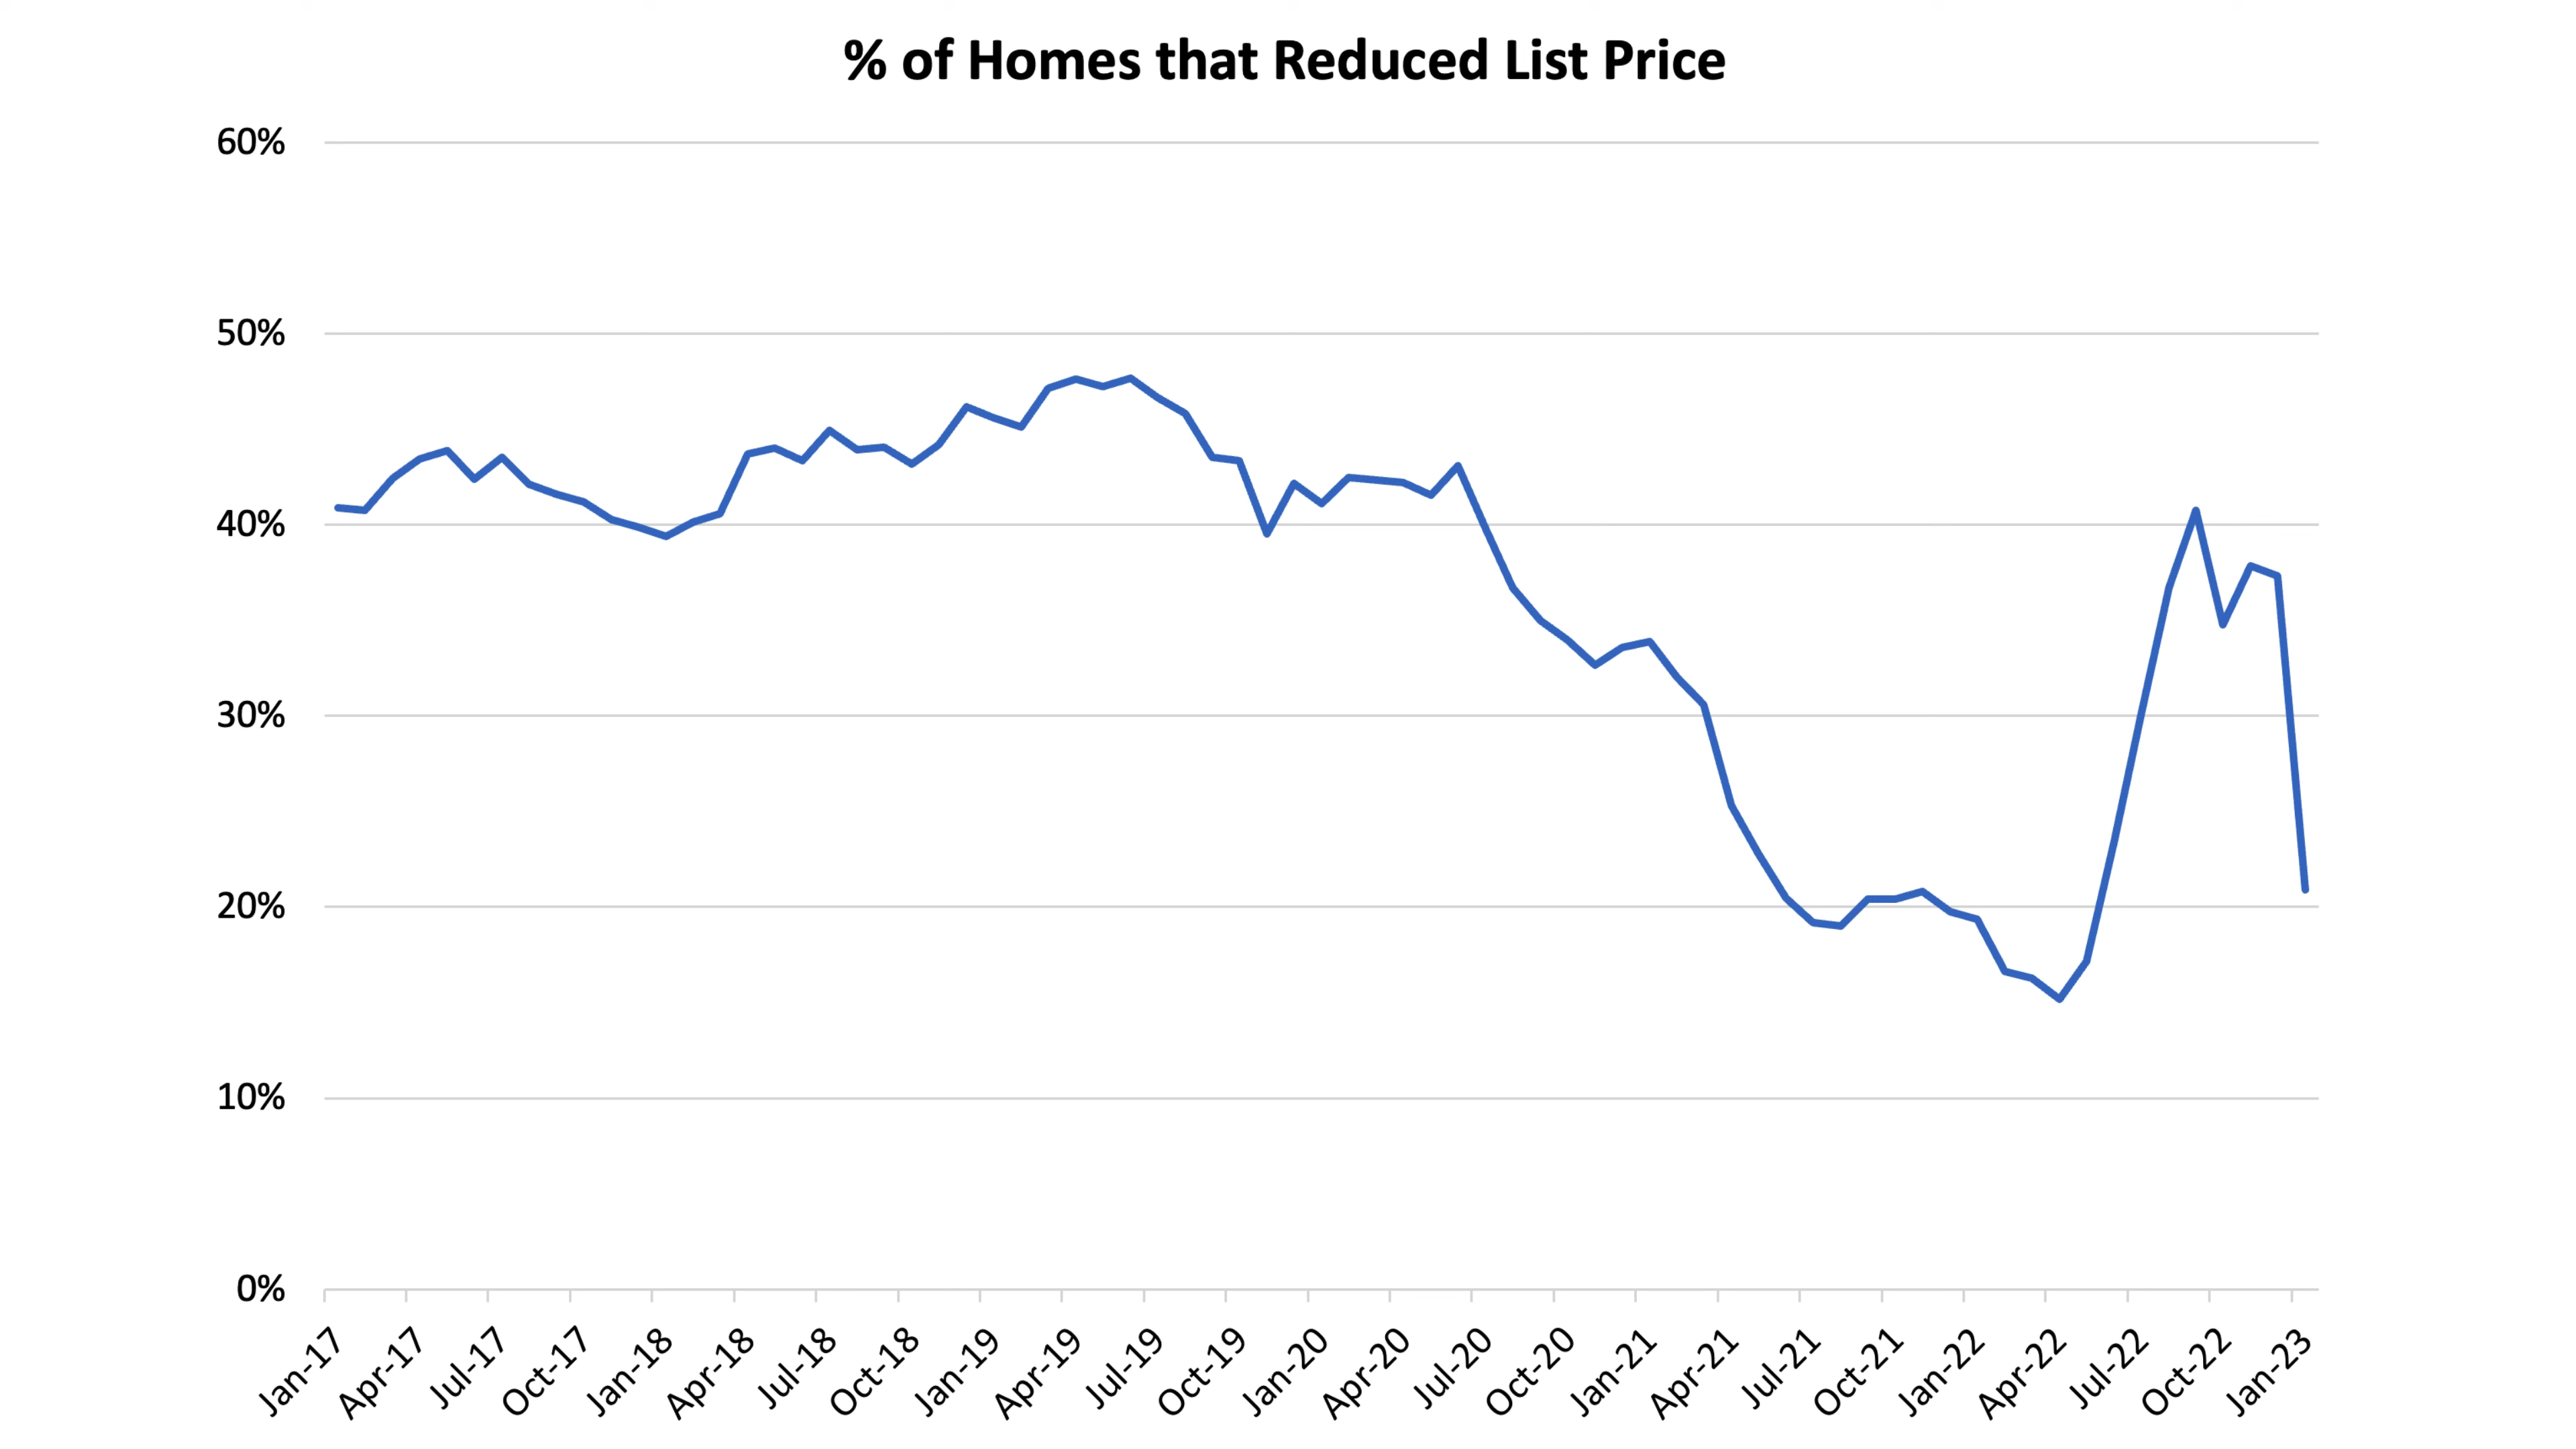 % of Homes that Reduced List Price
60%
50%
40%
30%
20%
10%
0%
Jan-17
Apr-17
Jul-17
Oct-17
Jan-18
Apr-18
Jul-18
Oct-18
Jan-19
Apr-19
Jul-19
Oct-19
Jan-20
Apr-20
Jul-20
Oct-20
Jan-21
Apr-21
Jul-21
Oct-21
Jan-22
Apr-22
Jul-22
Oct-22
Jan-23